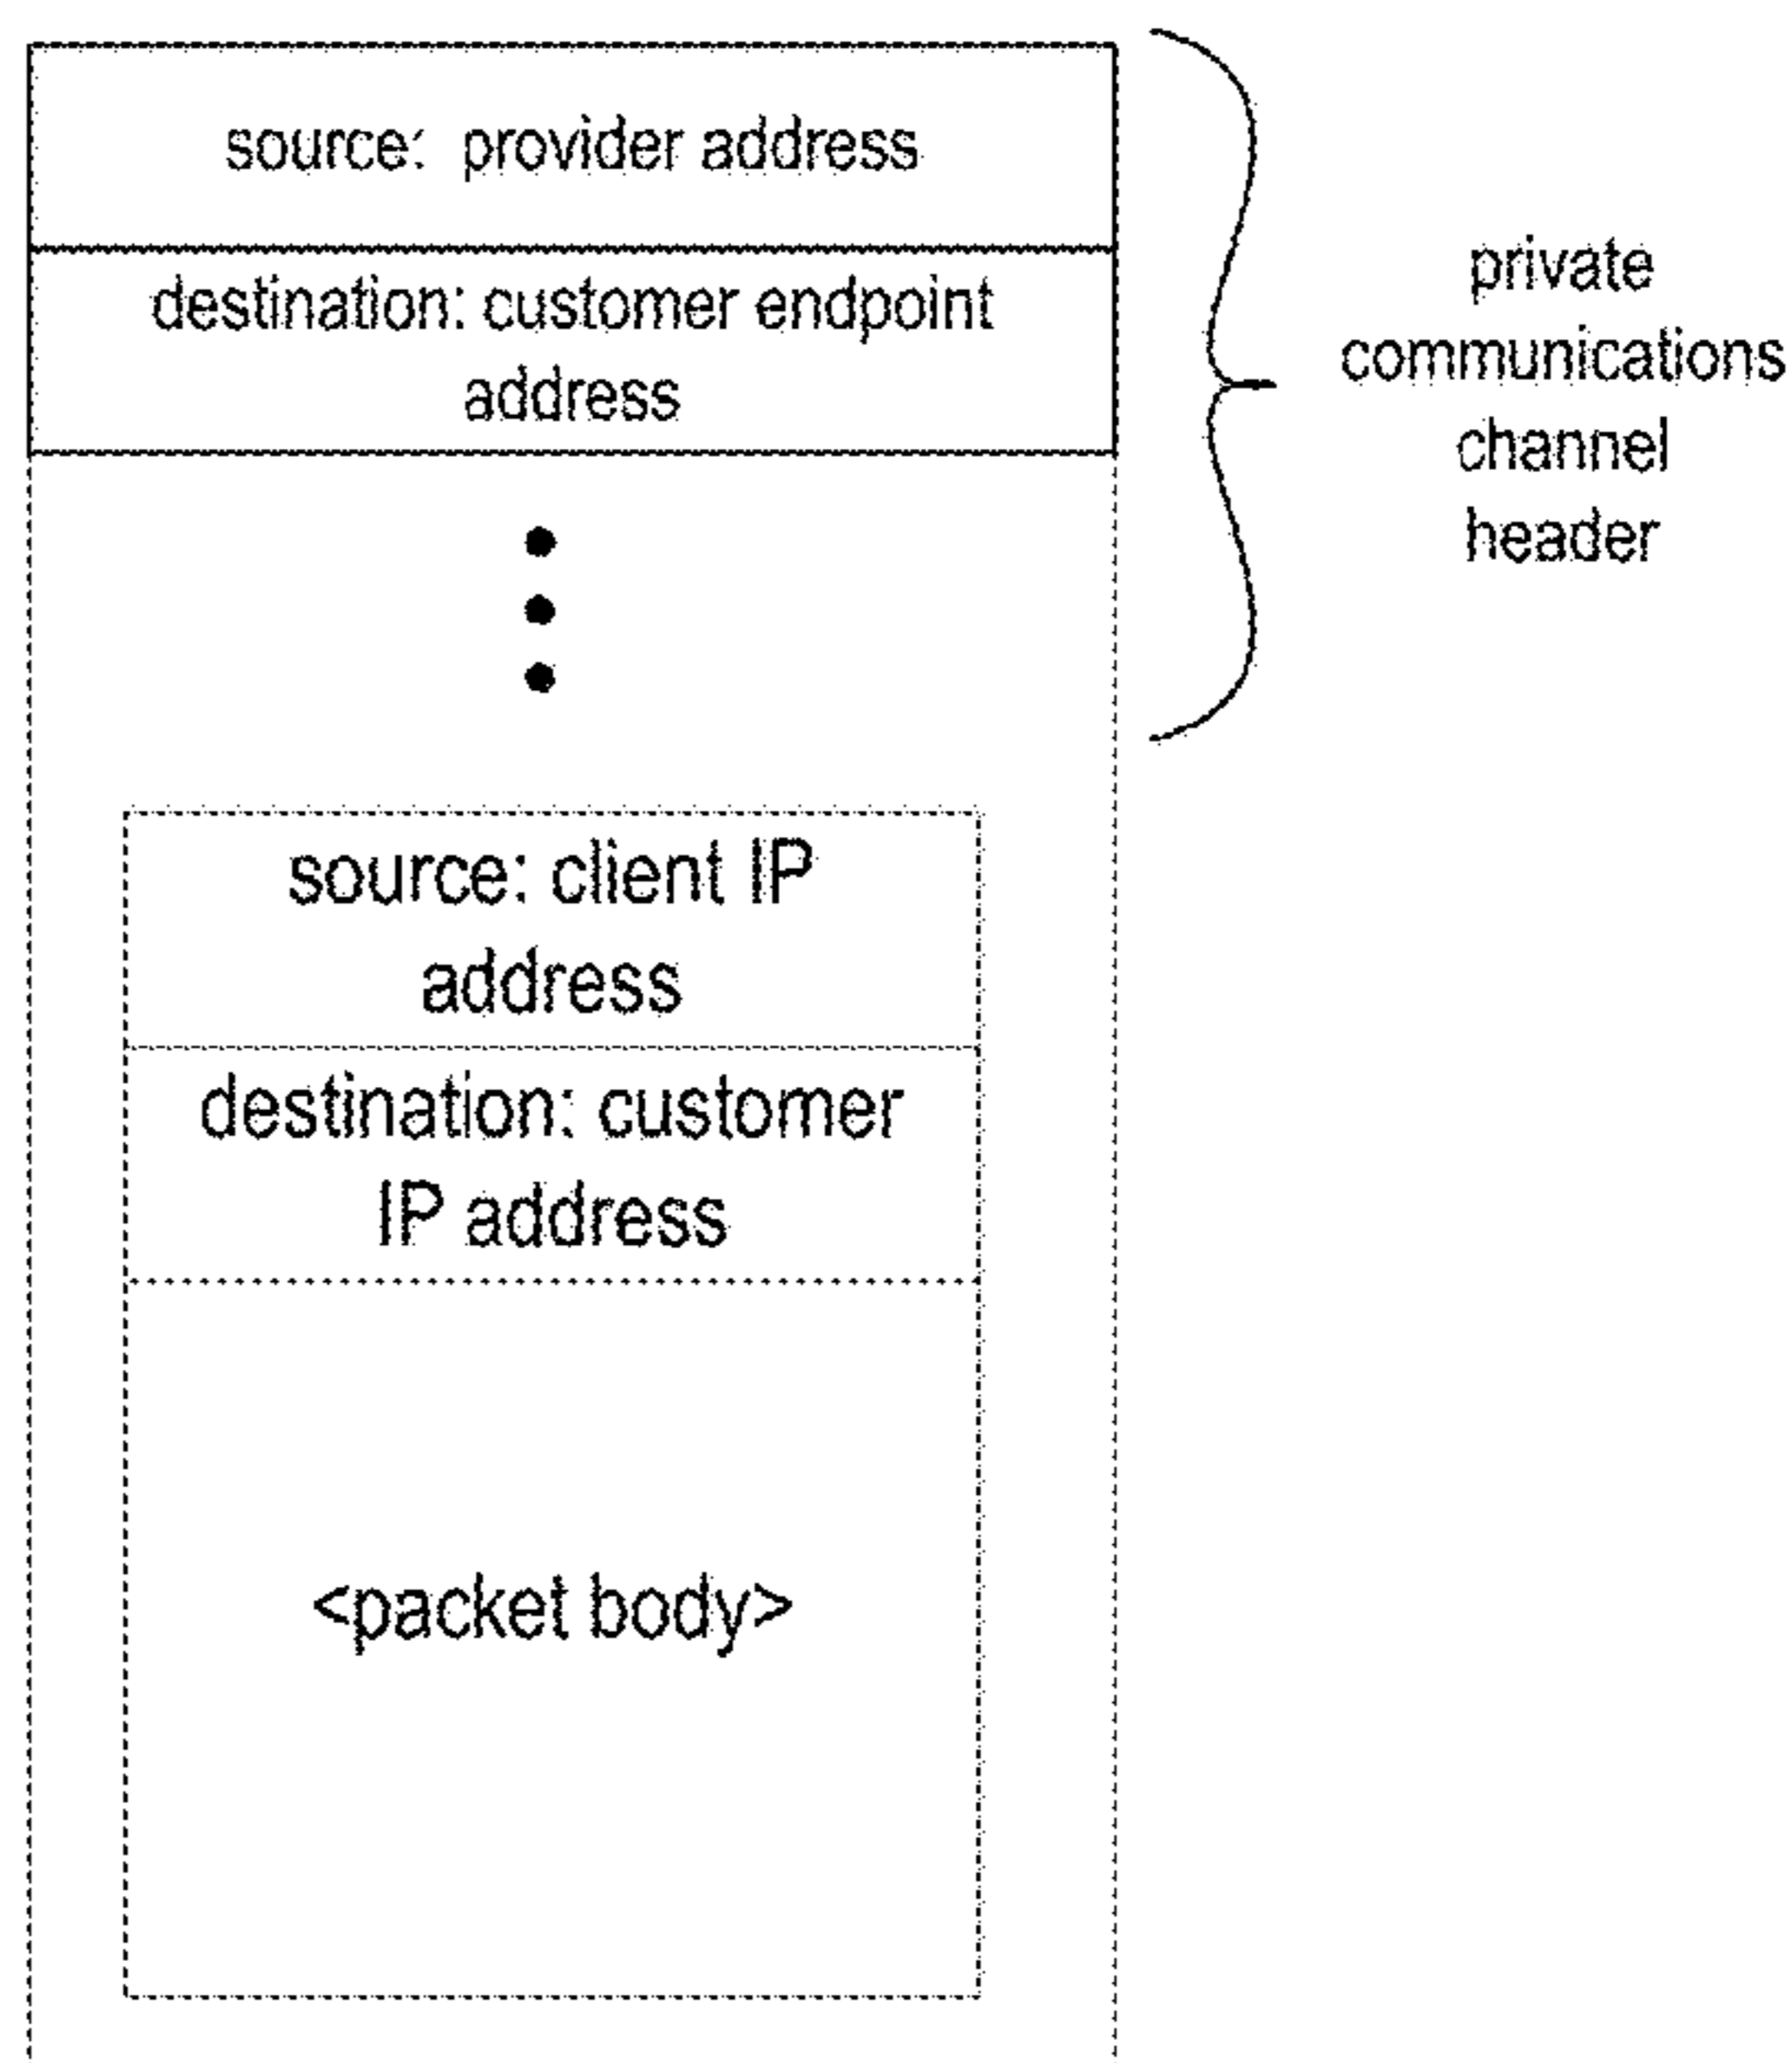 source: provider address
destination: customer endpoint
address
private
communications
channel
header
source: client IP
address
destination: customer
IP address
<packet body>